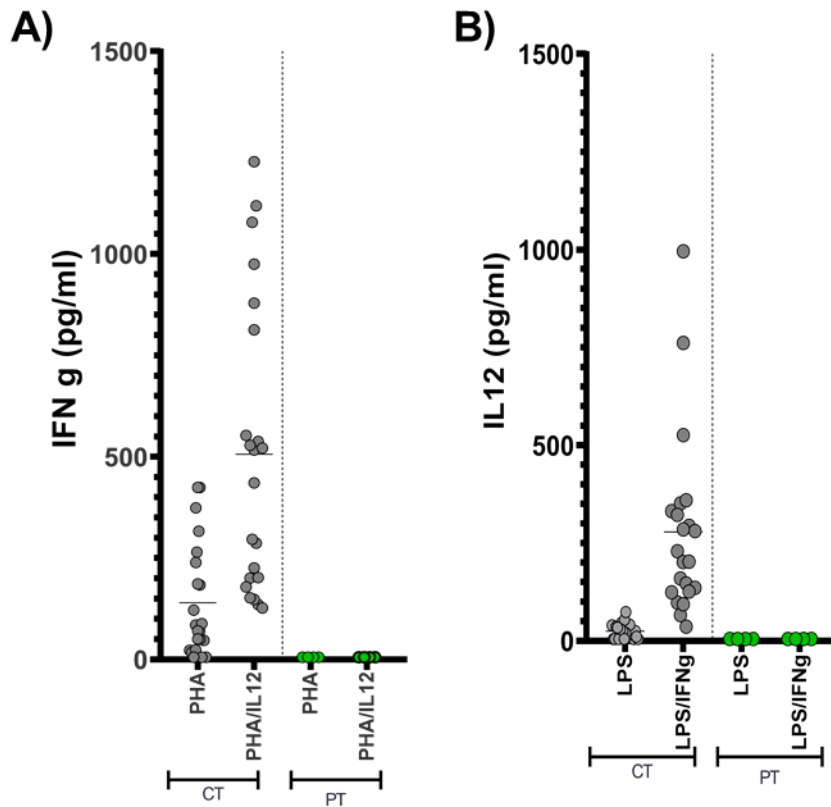 A)
IFN g (pg/ml)
1500
1000
500
0
PHA
PHA/IL12
PHA
PHA/IL12
CT
PT
B)
IL12 (pg/ml)
1500
1000
500
0
LPS
LPS/IFNg
LPS
LPS/IFNg
CT
PT